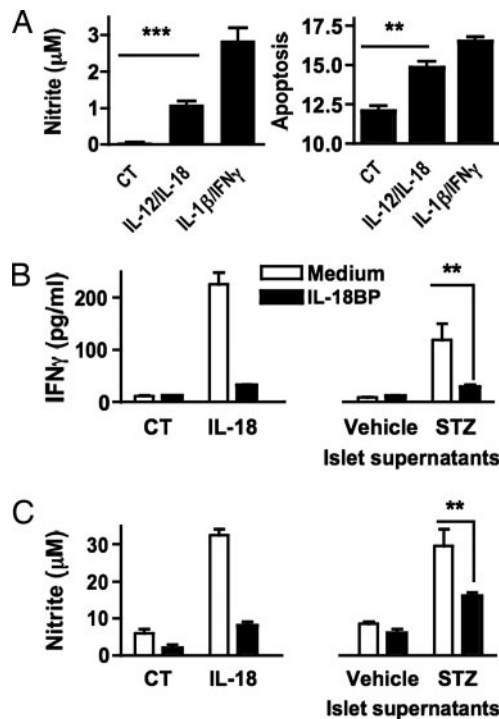 A
Nitrite (μM)
3
2
1
0
***
CT
IL-12/IL-18
IL-1β/IFNγ
Apoptosis
17.5
15.0
12.5
10.0
**
CT
IL-12/IL-18
IL-1β/IFNγ
B
IFNγ (pg/ml)
200
100
0
Medium
IL-18BP
**
CT IL-18
Vehicle STZ
Islet supernatants
C
Nitrite (μM)
30
20
10
0
**
CT IL-18
Vehicle STZ
Islet supernatants